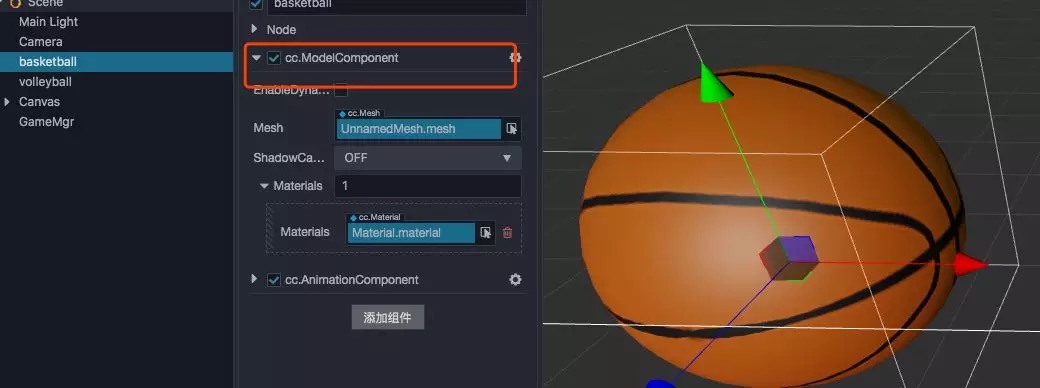 Scene
Main Light
Camera
basketball
volleyball
Canvas
GameMgr
basketball
Node
cc.ModelComponent
EnableDyna...
cc.Mesh
Mesh
UnnamedMesh.mesh
ShadowCa...
OFF
Materials
1
cc.Material
Materials
Material.material
cc.AnimationComponent
添加组件